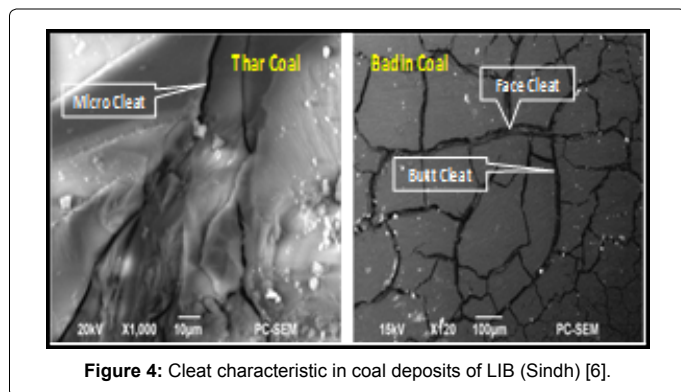 Thar Coal
Micro Cleat
20kV X1,000 10µm PC-SEM
Badin Coal
Face Cleat
Butt Cleat
15kV X120 100µm PC-SEM
Figure 4: Cleat characteristic in coal deposits of LIB (Sindh) [6].